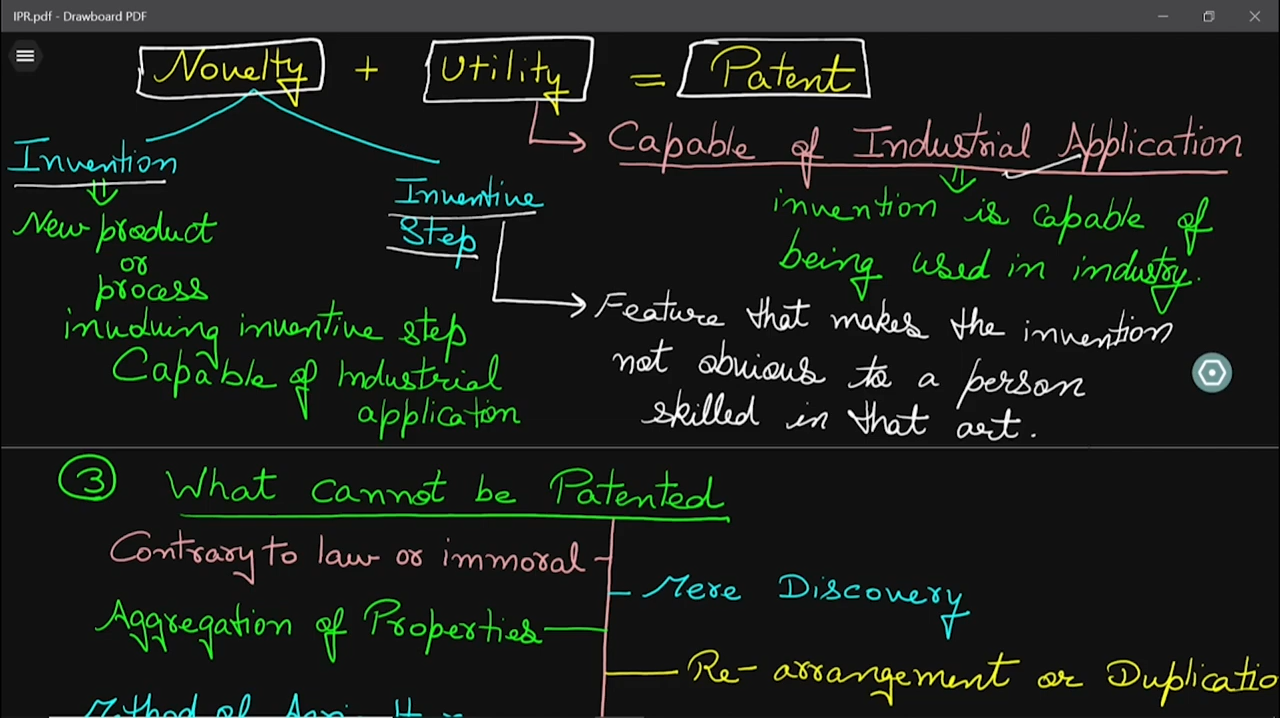 IPR.pdf - Drawboard PDF
Novelty + Utility = Patent
Capable of Industrial Application
Invention
Inventive
Step
invention is capable of
being used in industry.
New product
or
process
involving inventive step
Capable of Industrial
application
Feature that makes the invention
not obvious to a person
skilled in that art.
3 What cannot be Patented
Contrary to law or immoral
Mere Discovery
Aggregation of Properties
Re-arrangement or Duplicatio
Method of